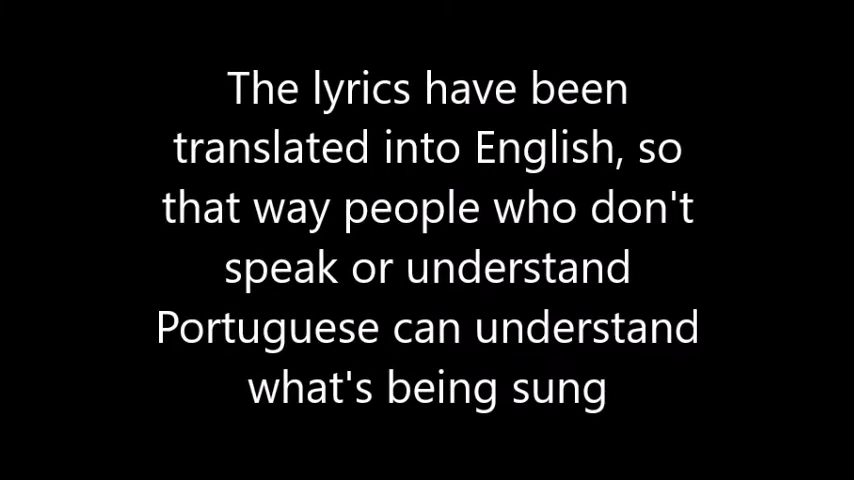 The lyrics have been
translated into English, so
that way people who don't
speak or understand
Portuguese can understand
what's being sung